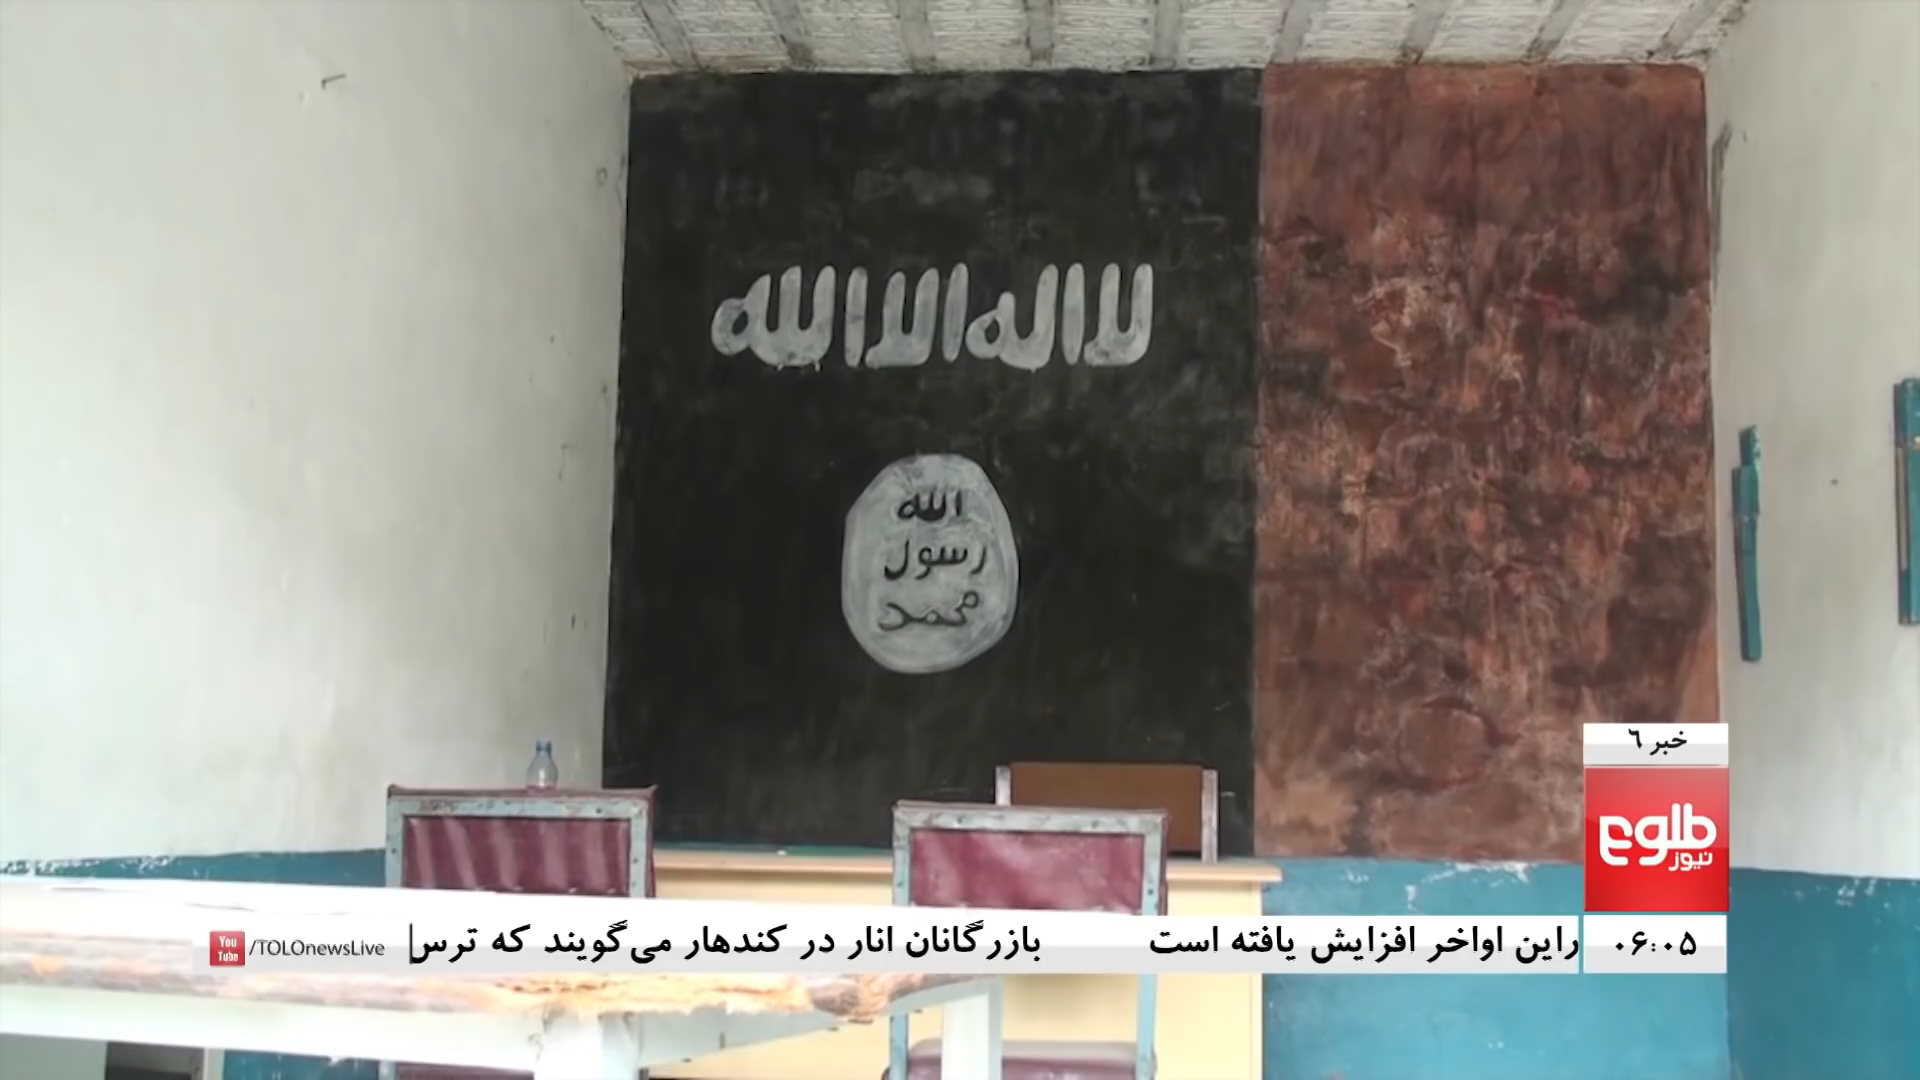 لا اله الا الله
الله
رسول
محمد
خبر ٦
طلوع
نیوز
۰۶:۰۵
راین اواخر افزایش یافته است
بازرگانان انار در کندهار می‌گویند که ترس
You
Tube
/TOLOnewsLive